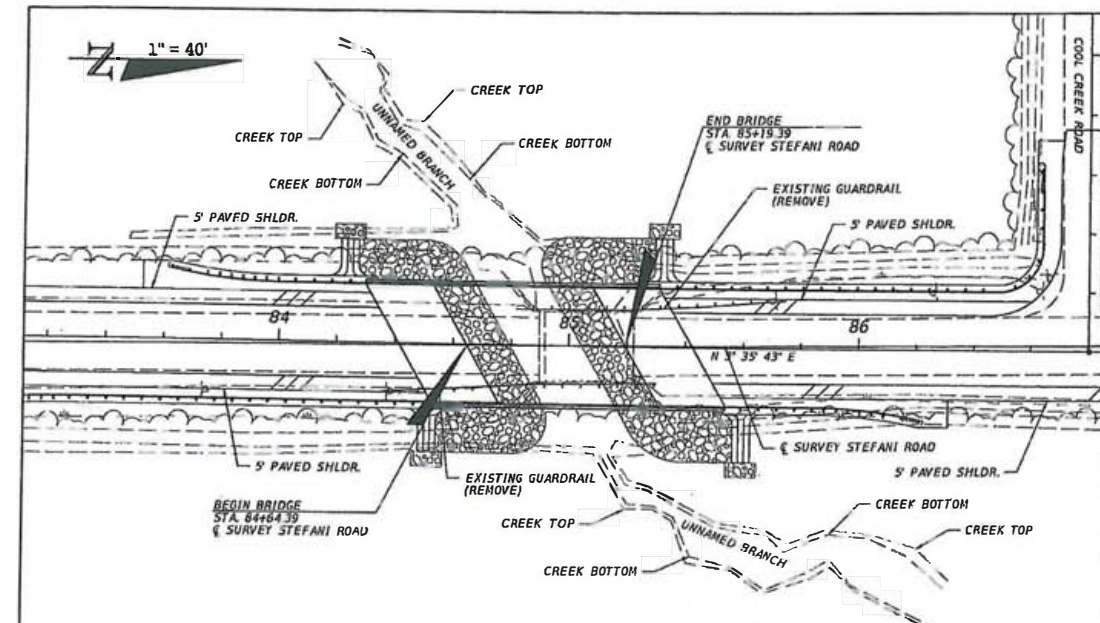 N
1" = 40'
CREEK TOP
CREEK TOP
UNNAMED BRANCH
CREEK BOTTOM
CREEK BOTTOM
END BRIDGE
STA. 85+19.39
℄ SURVEY STEFANI ROAD
COOL CREEK ROAD
EXISTING GUARDRAIL
(REMOVE)
5' PAVED SHLDR.
5' PAVED SHLDR.
84
85
86
N 3° 35' 43" E
5' PAVED SHLDR.
℄ SURVEY STEFANI ROAD
5' PAVED SHLDR.
EXISTING GUARDRAIL
(REMOVE)
BEGIN BRIDGE
STA. 84+64.39
℄ SURVEY STEFANI ROAD
CREEK TOP
UNNAMED BRANCH
CREEK BOTTOM
CREEK TOP
CREEK BOTTOM